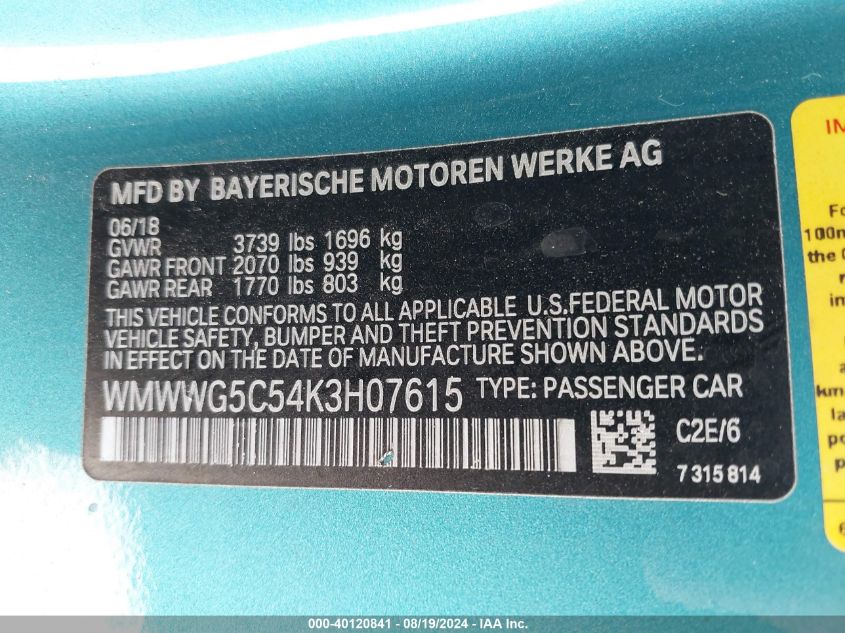 MFD BY BAYERISCHE MOTOREN WERKE AG
06/18
GVWR 3739 lbs 1696 kg
GAWR FRONT 2070 lbs 939 kg
GAWR REAR 1770 lbs 803 kg
THIS VEHICLE CONFORMS TO ALL APPLICABLE U.S.FEDERAL MOTOR
VEHICLE SAFETY, BUMPER AND THEFT PREVENTION STANDARDS
IN EFFECT ON THE DATE OF MANUFACTURE SHOWN ABOVE.
WMWWG5C54K3H07615 TYPE: PASSENGER CAR
C2E/6
7 315 814
100m
the
km
000-40120841 - 08/19/2024 - IAA Inc.